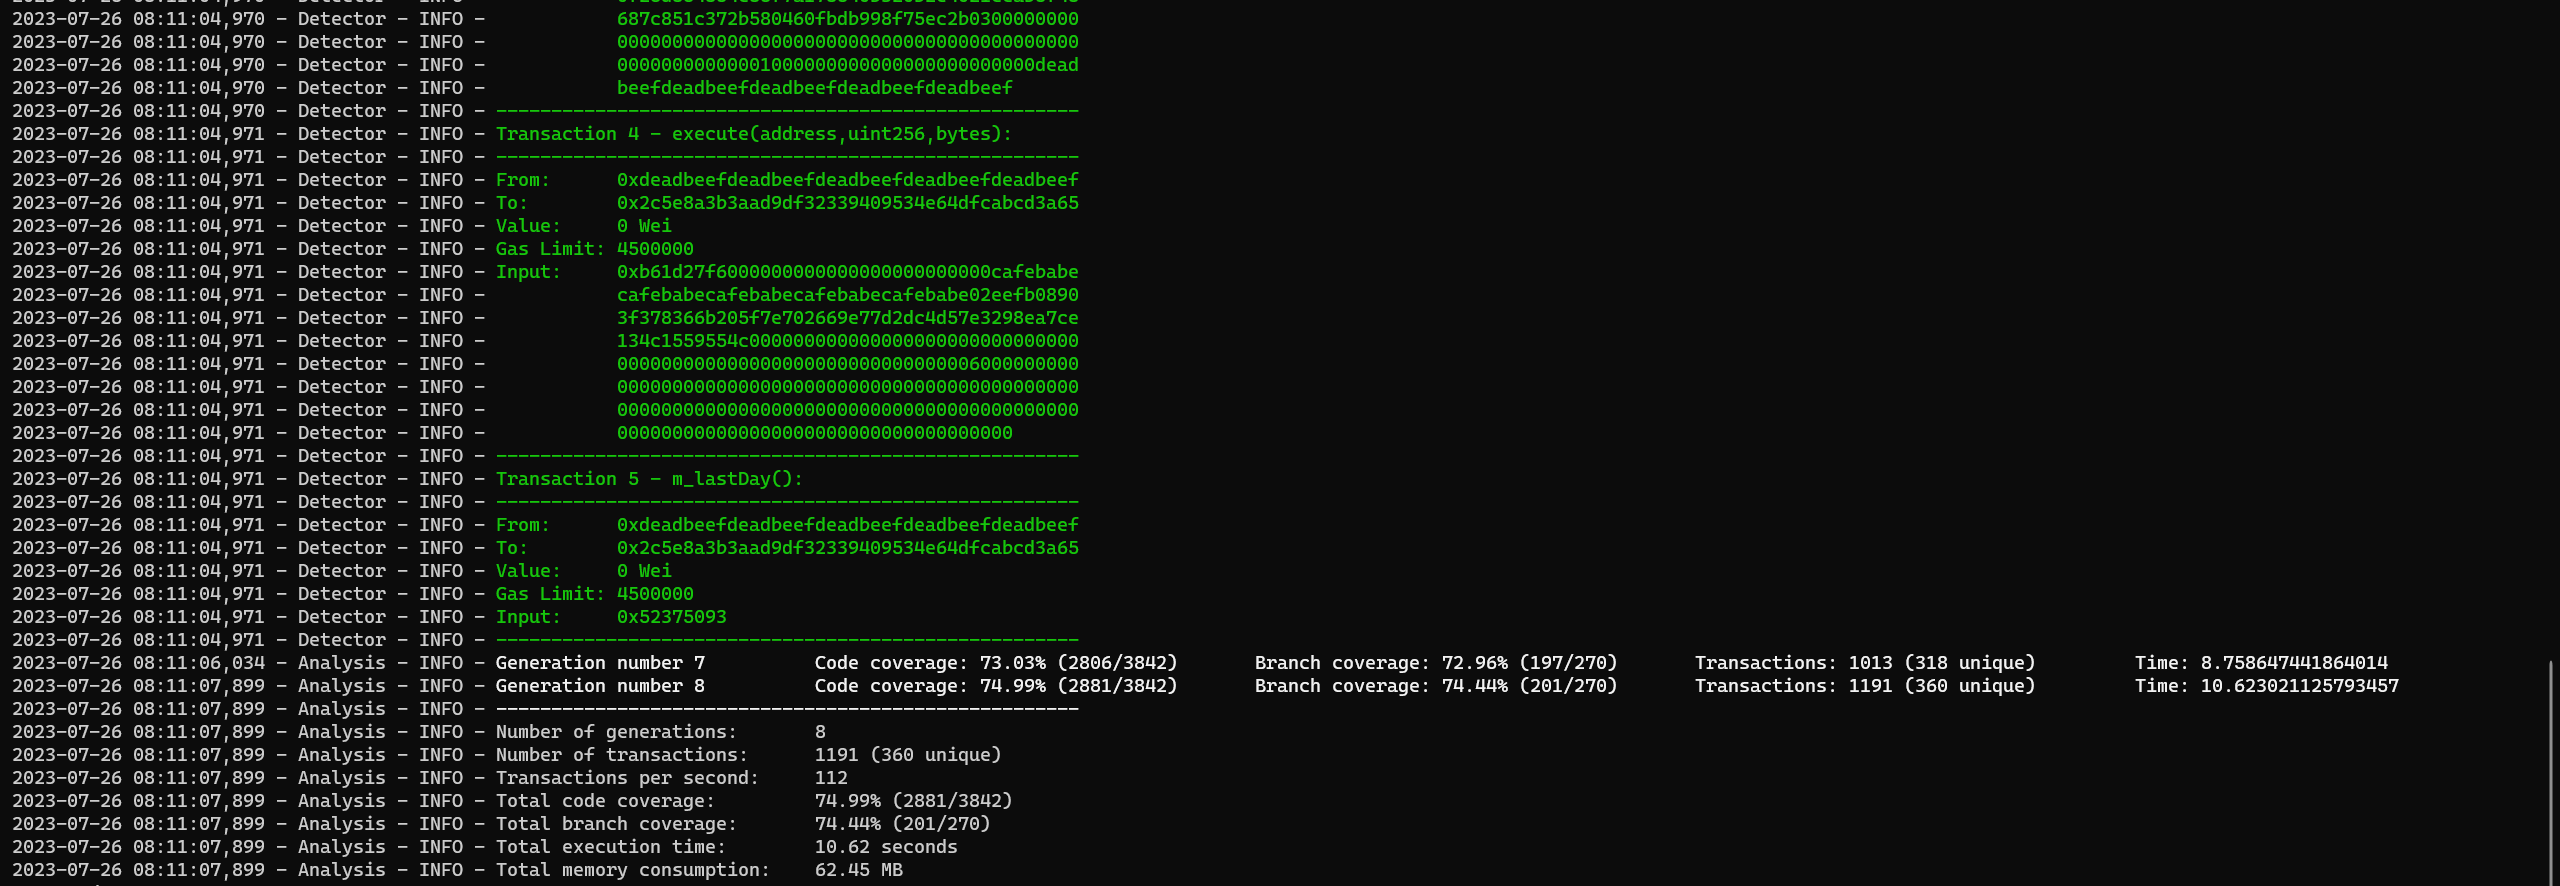 2023-07-26 08:11:04,970 - Detector - INFO -            687c851c372b580460fbdb998f75ec2b0300000000
2023-07-26 08:11:04,970 - Detector - INFO -            000000000000000000000000000000000000000000
2023-07-26 08:11:04,970 - Detector - INFO -            00000000000001000000000000000000000000dead
2023-07-26 08:11:04,970 - Detector - INFO -            beefdeadbeefdeadbeefdeadbeefdeadbeef
2023-07-26 08:11:04,970 - Detector - INFO - -----------------------------------------------------
2023-07-26 08:11:04,971 - Detector - INFO - Transaction 4 - execute(address,uint256,bytes):
2023-07-26 08:11:04,971 - Detector - INFO - -----------------------------------------------------
2023-07-26 08:11:04,971 - Detector - INFO - From:      0xdeadbeefdeadbeefdeadbeefdeadbeefdeadbeef
2023-07-26 08:11:04,971 - Detector - INFO - To:        0x2c5e8a3b3aad9df32339409534e64dfcabcd3a65
2023-07-26 08:11:04,971 - Detector - INFO - Value:     0 Wei
2023-07-26 08:11:04,971 - Detector - INFO - Gas Limit: 4500000
2023-07-26 08:11:04,971 - Detector - INFO - Input:     0xb61d27f6000000000000000000000000cafebabe
2023-07-26 08:11:04,971 - Detector - INFO -            cafebabecafebabecafebabecafebabe02eefb0890
2023-07-26 08:11:04,971 - Detector - INFO -            3f378366b205f7e702669e77d2dc4d57e3298ea7ce
2023-07-26 08:11:04,971 - Detector - INFO -            134c1559554c000000000000000000000000000000
2023-07-26 08:11:04,971 - Detector - INFO -            000000000000000000000000000000006000000000
2023-07-26 08:11:04,971 - Detector - INFO -            000000000000000000000000000000000000000000
2023-07-26 08:11:04,971 - Detector - INFO -            000000000000000000000000000000000000000000
2023-07-26 08:11:04,971 - Detector - INFO -            000000000000000000000000000000000000
2023-07-26 08:11:04,971 - Detector - INFO - -----------------------------------------------------
2023-07-26 08:11:04,971 - Detector - INFO - Transaction 5 - m_lastDay():
2023-07-26 08:11:04,971 - Detector - INFO - -----------------------------------------------------
2023-07-26 08:11:04,971 - Detector - INFO - From:      0xdeadbeefdeadbeefdeadbeefdeadbeefdeadbeef
2023-07-26 08:11:04,971 - Detector - INFO - To:        0x2c5e8a3b3aad9df32339409534e64dfcabcd3a65
2023-07-26 08:11:04,971 - Detector - INFO - Value:     0 Wei
2023-07-26 08:11:04,971 - Detector - INFO - Gas Limit: 4500000
2023-07-26 08:11:04,971 - Detector - INFO - Input:     0x52375093
2023-07-26 08:11:04,971 - Detector - INFO - -----------------------------------------------------
2023-07-26 08:11:06,034 - Analysis - INFO - Generation number 7          Code coverage: 73.03% (2806/3842)       Branch coverage: 72.96% (197/270)       Transactions: 1013 (318 unique)         Time: 8.758647441864014
2023-07-26 08:11:07,899 - Analysis - INFO - Generation number 8          Code coverage: 74.99% (2881/3842)       Branch coverage: 74.44% (201/270)       Transactions: 1191 (360 unique)         Time: 10.623021125793457
2023-07-26 08:11:07,899 - Analysis - INFO - -----------------------------------------------------
2023-07-26 08:11:07,899 - Analysis - INFO - Number of generations:       8
2023-07-26 08:11:07,899 - Analysis - INFO - Number of transactions:      1191 (360 unique)
2023-07-26 08:11:07,899 - Analysis - INFO - Transactions per second:     112
2023-07-26 08:11:07,899 - Analysis - INFO - Total code coverage:         74.99% (2881/3842)
2023-07-26 08:11:07,899 - Analysis - INFO - Total branch coverage:       74.44% (201/270)
2023-07-26 08:11:07,899 - Analysis - INFO - Total execution time:        10.62 seconds
2023-07-26 08:11:07,899 - Analysis - INFO - Total memory consumption:    62.45 MB